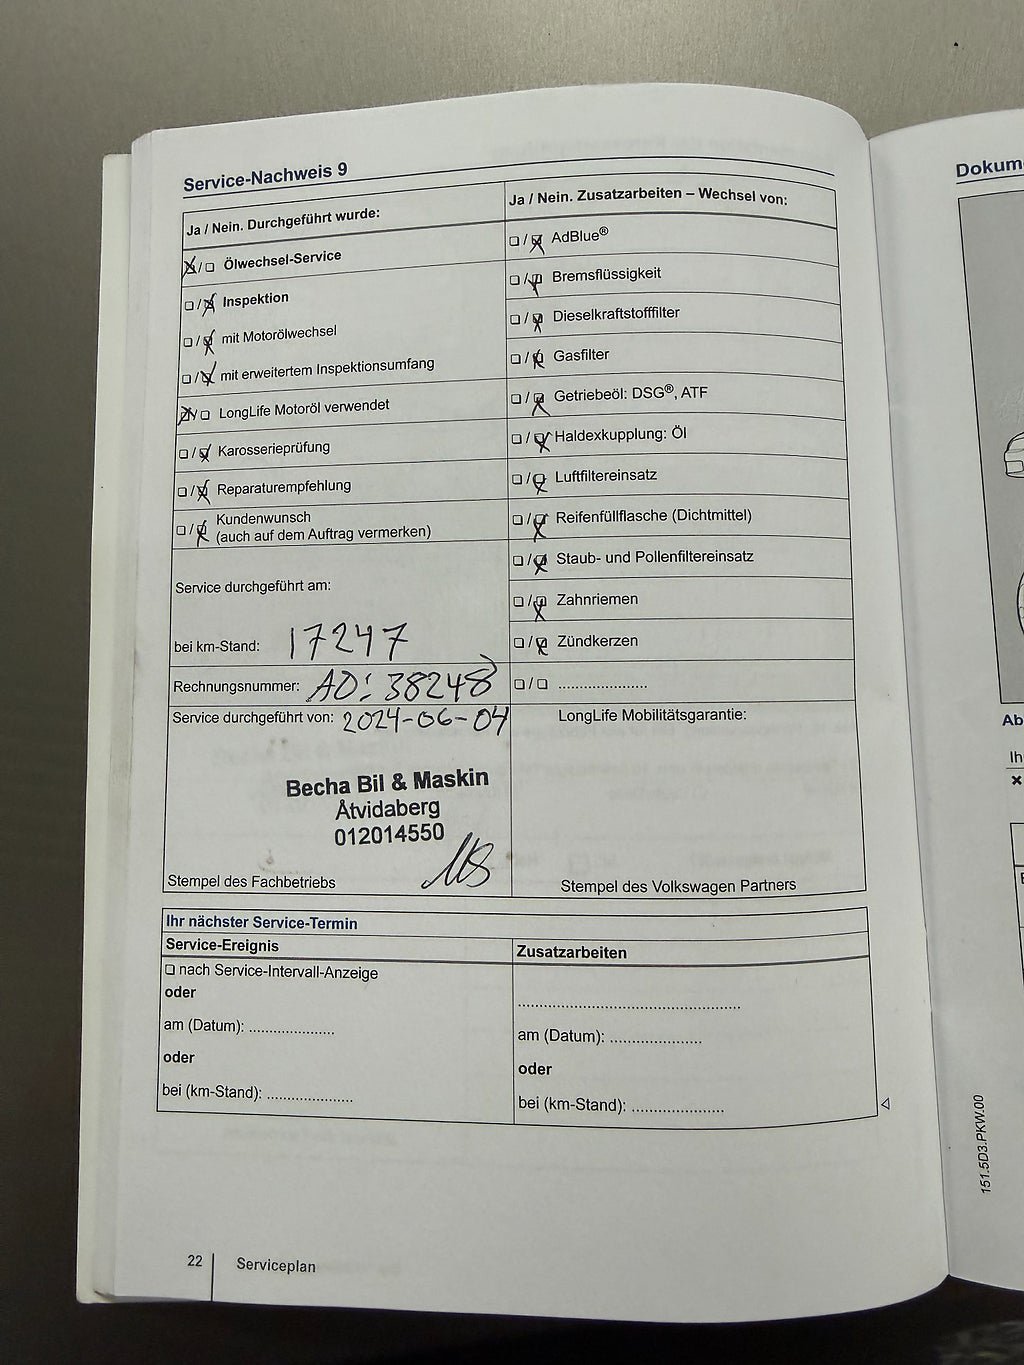 Service-Nachweis 9
Ja / Nein. Durchgeführt wurde:
☒/☐ Ölwechsel-Service
☐/☒ Inspektion
☐/☒ mit Motorölwechsel
☐/☒ mit erweitertem Inspektionsumfang
☒/☐ LongLife Motoröl verwendet
☐/☒ Karosserieprüfung
☐/☒ Reparaturempfehlung
☐/☒ Kundenwunsch
(auch auf dem Auftrag vermerken)
Service durchgeführt am:
bei km-Stand: 17247
Rechnungsnummer: AO: 38248
Service durchgeführt von: 2024-06-04
Becha Bil & Maskin
Åtvidaberg
012014550
Stempel des Fachbetriebs
Ja / Nein. Zusatzarbeiten – Wechsel von:
☐/☒ AdBlue®
☐/☒ Bremsflüssigkeit
☐/☒ Dieselkraftstofffilter
☐/☒ Gasfilter
☐/☒ Getriebeöl: DSG®, ATF
☐/☒ Haldexkupplung: Öl
☐/☒ Luftfiltereinsatz
☐/☒ Reifenfüllflasche (Dichtmittel)
☐/☒ Staub- und Pollenfiltereinsatz
☐/☒ Zahnriemen
☐/☒ Zündkerzen
☐/☐ .....................
LongLife Mobilitätsgarantie:
Stempel des Volkswagen Partners
Ihr nächster Service-Termin
Service-Ereignis
☐ nach Service-Intervall-Anzeige
oder
am (Datum): ....................
oder
bei (km-Stand): ....................
Zusatzarbeiten
..................................................
am (Datum): .....................
oder
bei (km-Stand): .....................
22 Serviceplan
Dokum
Ab
Ih
151.5D3.PKW.00